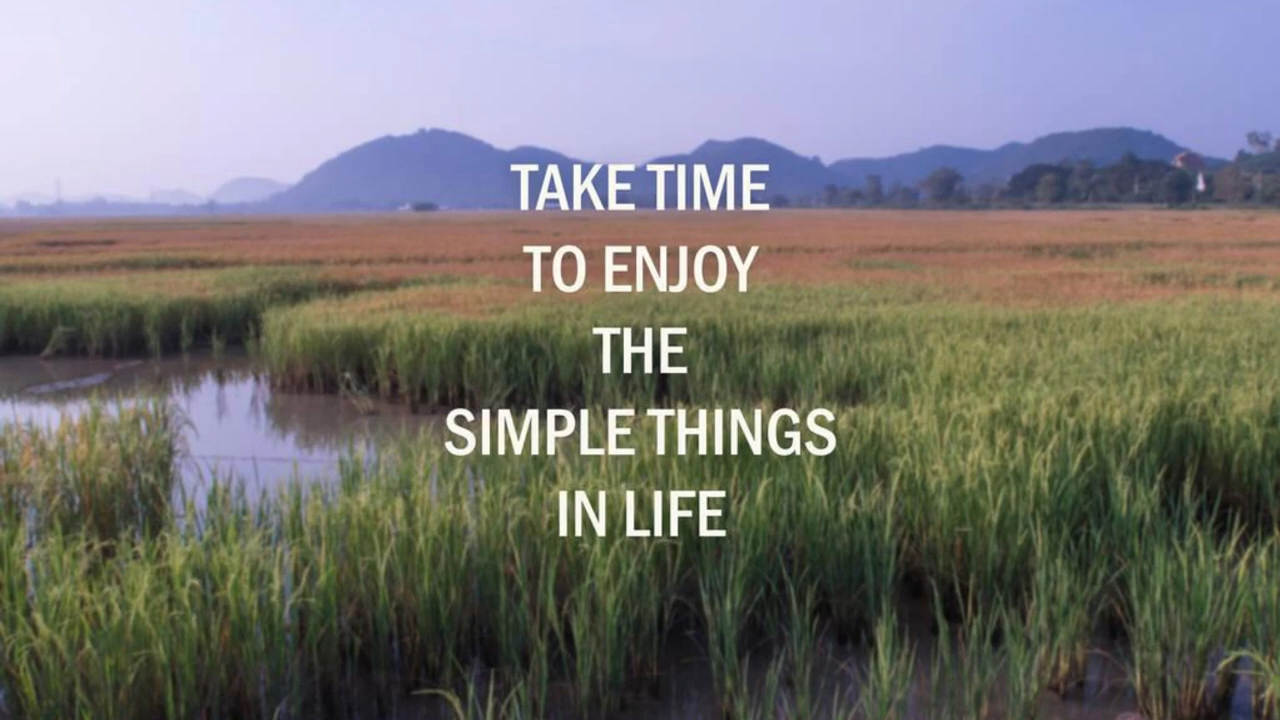 TAKE TIME
TO ENJOY
THE
SIMPLE THINGS
IN LIFE